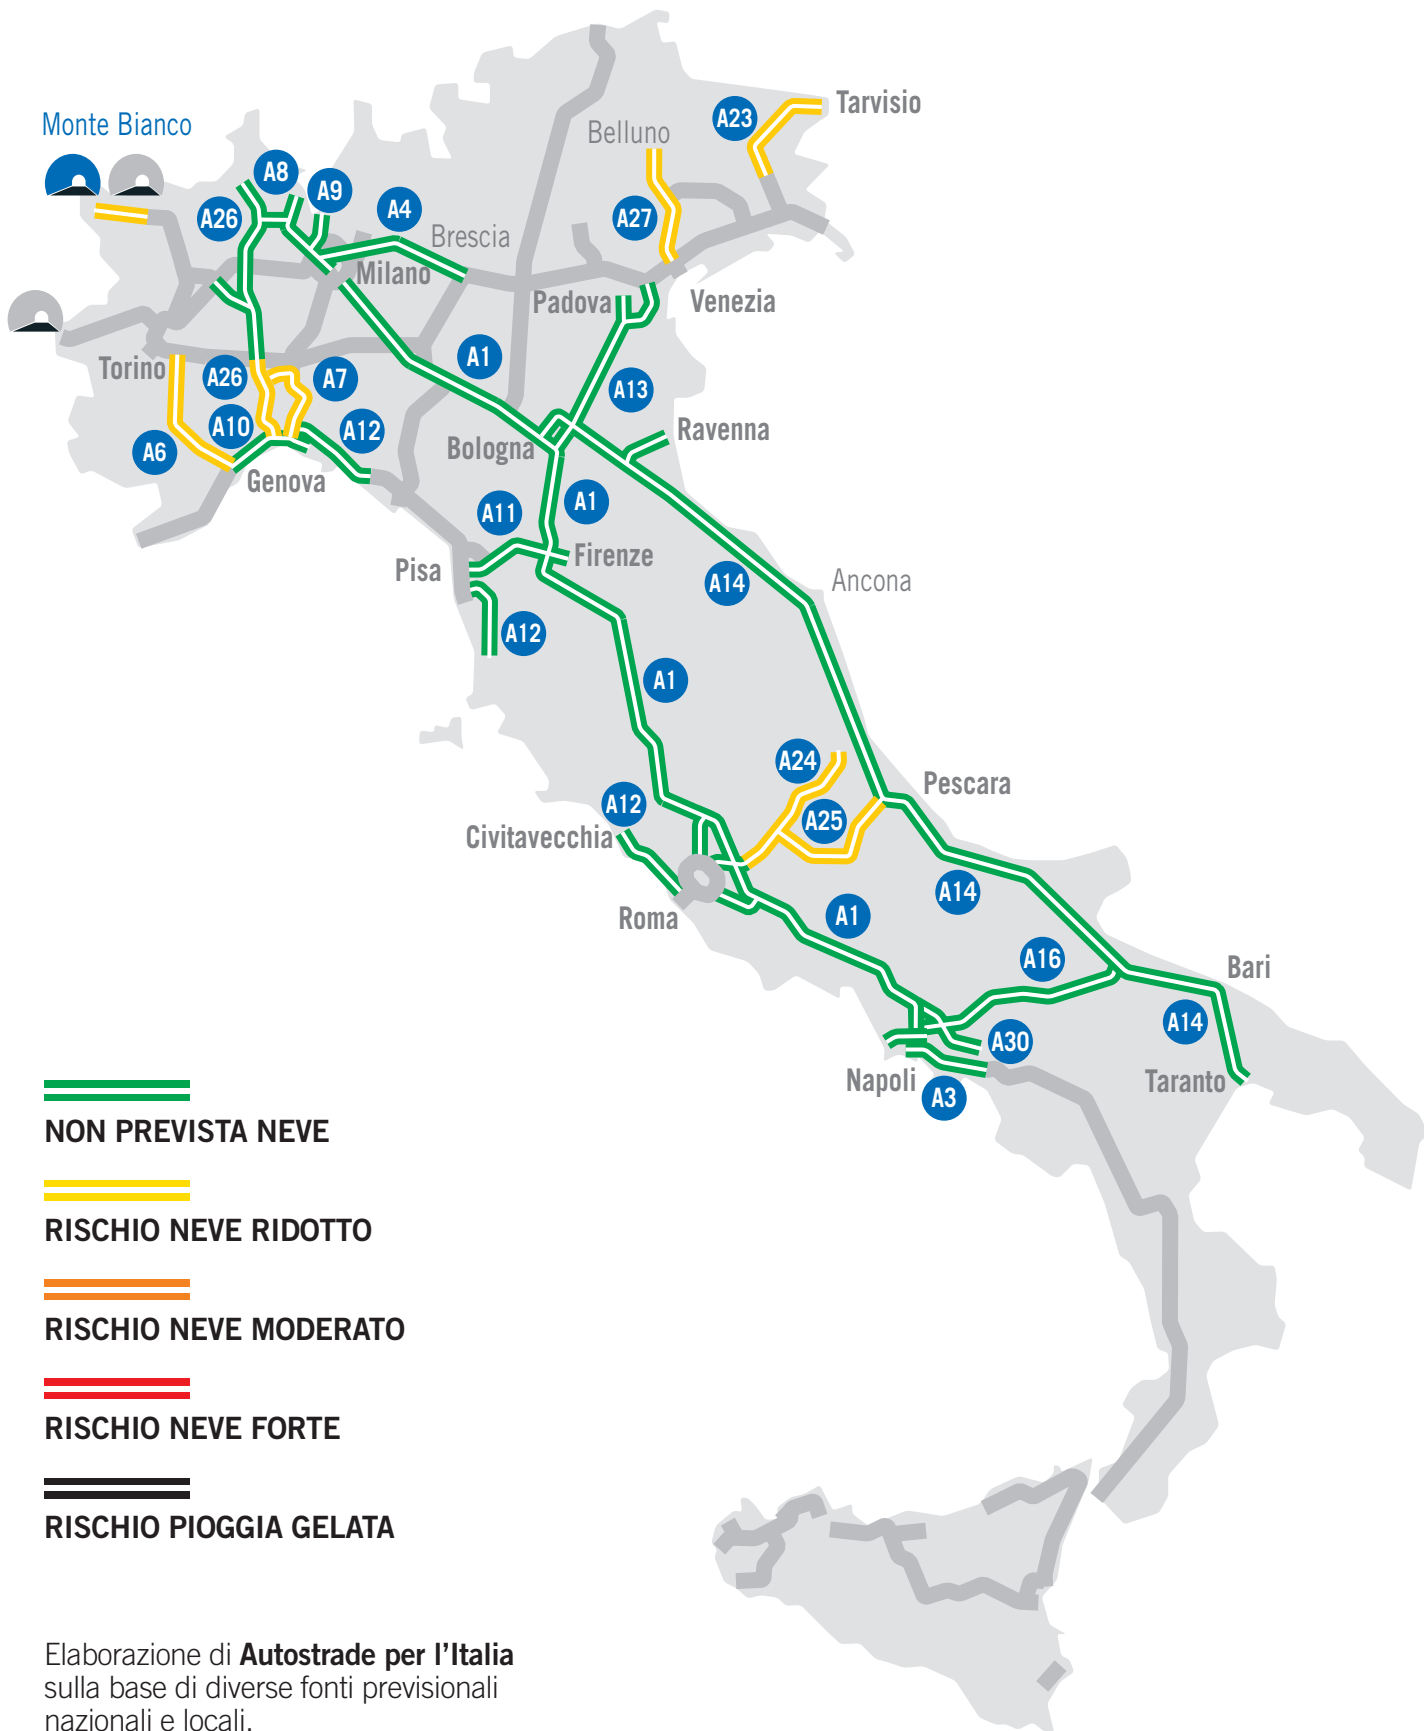 Monte Bianco
Tarvisio
A23
Belluno
A8
A9
A4
A26
A27
Brescia
Milano
Padova
Venezia
A1
Torino
A26
A7
A13
A10
A12
Ravenna
A6
Bologna
Genova
A11
A1
Firenze
Pisa
A14
Ancona
A12
A1
A24
Pescara
A12
A25
Civitavecchia
A14
Roma
A1
A16
Bari
A14
A30
Napoli
Taranto
A3
NON PREVISTA NEVE
RISCHIO NEVE RIDOTTO
RISCHIO NEVE MODERATO
RISCHIO NEVE FORTE
RISCHIO PIOGGIA GELATA
Elaborazione di Autostrade per l'Italia
sulla base di diverse fonti previsionali
nazionali e locali.